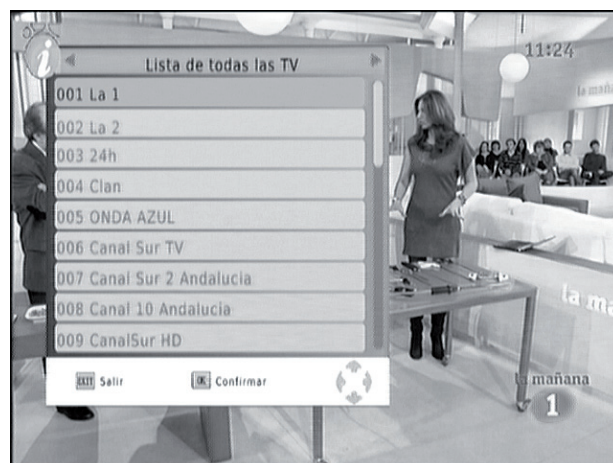 Lista de todas las TV
11:24
001 La 1
002 La 2
003 24h
004 Clan
005 ONDA AZUL
006 Canal Sur TV
007 Canal Sur 2 Andalucia
008 Canal 10 Andalucia
009 CanalSur HD
EXIT Salir
OK Confirmar
la mañana
1